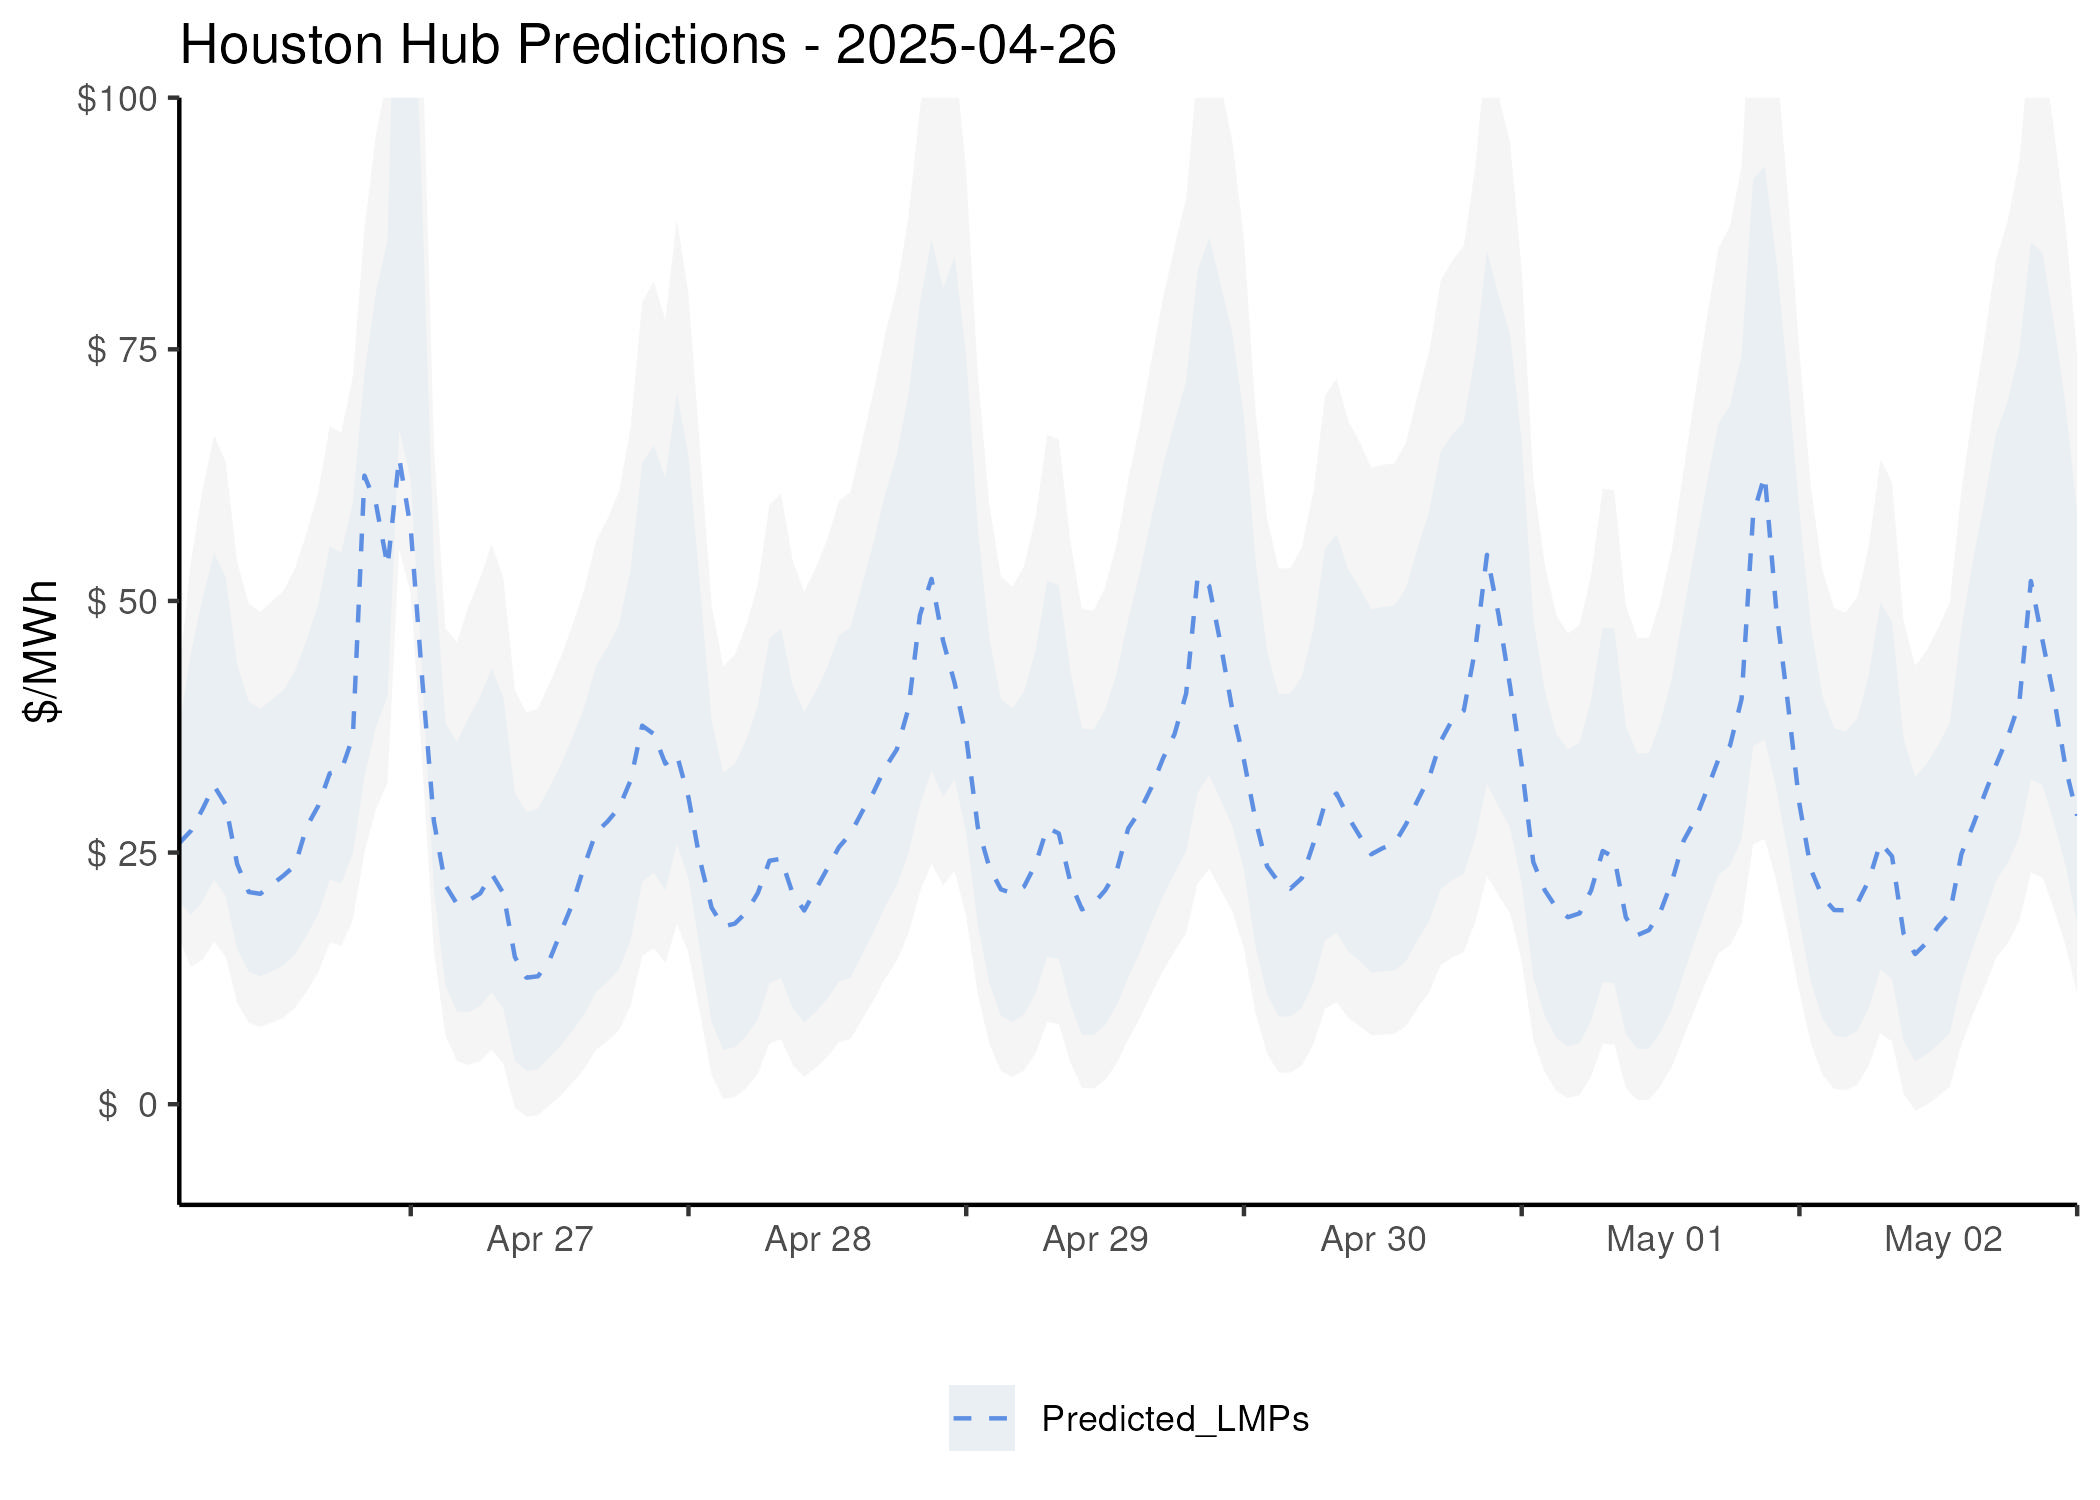 Houston Hub Predictions - 2025-04-26
$100
$ 75
$ 50
$ 25
$  0
$/MWh
Apr 27 Apr 28 Apr 29 Apr 30 May 01 May 02
Predicted_LMPs